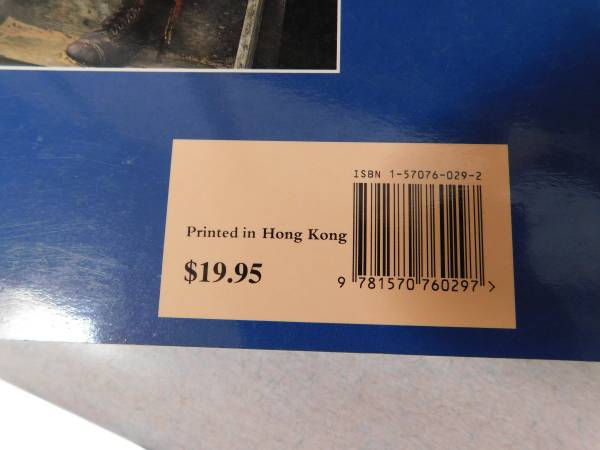 ISBN 1-57076-029-2
Printed in Hong Kong
$19.95
9 781570 760297 >